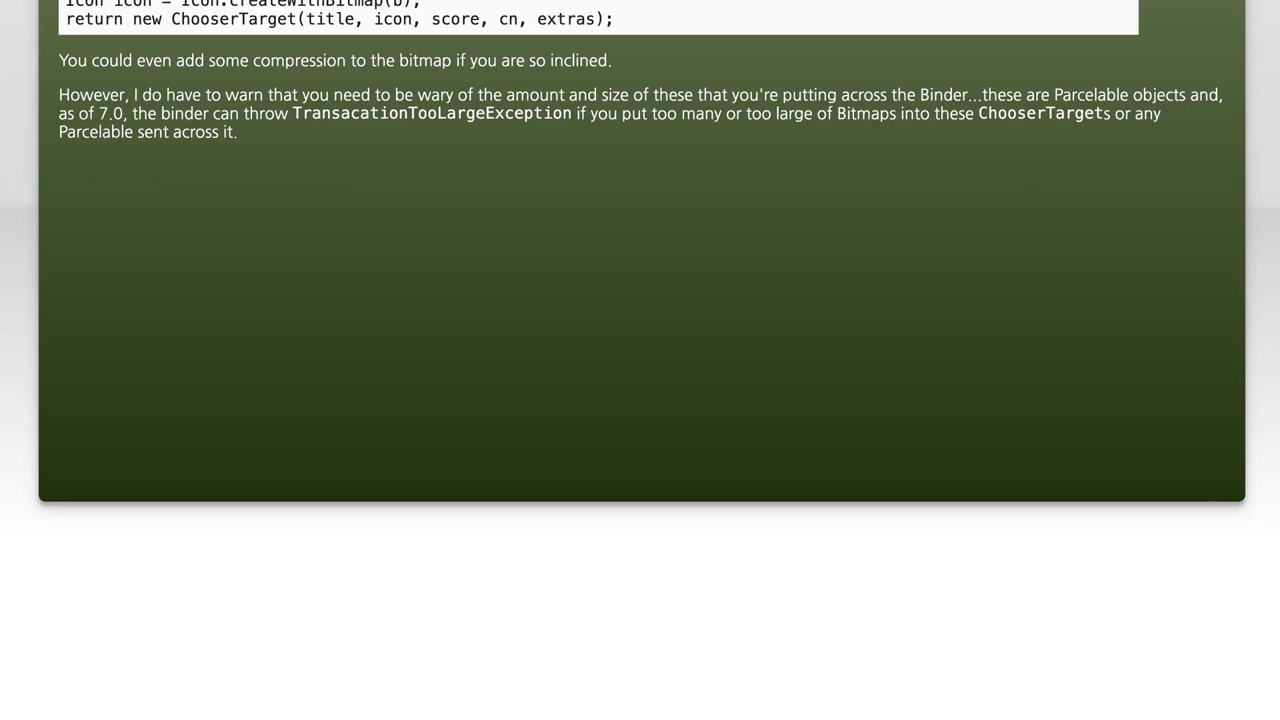 Icon icon = Icon.createWithBitmap(b);
return new ChooserTarget(title, icon, score, cn, extras);
You could even add some compression to the bitmap if you are so inclined.
However, I do have to warn that you need to be wary of the amount and size of these that you're putting across the Binder...these are Parcelable objects and,
as of 7.0, the binder can throw TransacationTooLargeException if you put too many or too large of Bitmaps into these ChooserTargets or any
Parcelable sent across it.